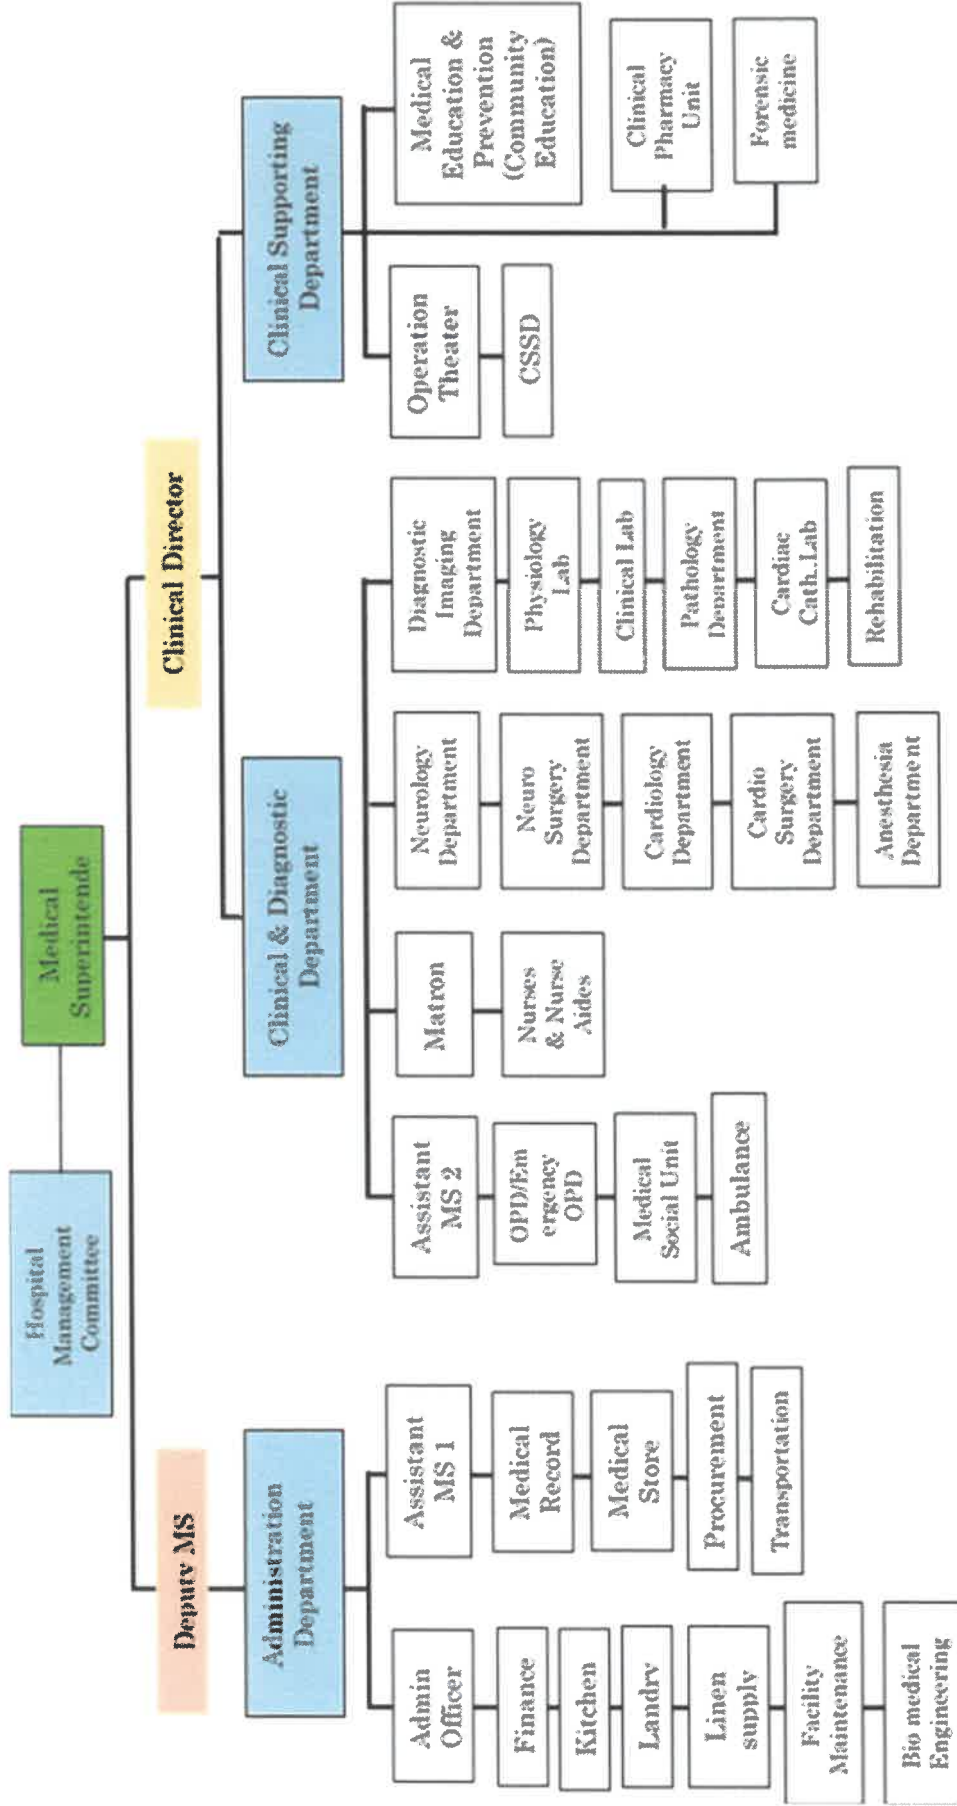 Hospital
Management
Committee
Medical
Superintende
Deputy MS
Clinical Director
Administration
Department
Clinical & Diagnostic
Department
Clinical Supporting
Department
Admin
Officer
Finance
Kitchen
Landry
Linen
supply
Facility
Maintenance
Bio medical
Engineering
Assistant
MS 1
Medical
Record
Medical
Store
Procurement
Transportation
Assistant
MS 2
OPD/Em
ergency
OPD
Medical
Social Unit
Ambulance
Matron
Nurses
& Nurse
Aides
Neurology
Department
Neuro
Surgery
Department
Cardiology
Department
Cardio
Surgery
Department
Anesthesia
Department
Diagnostic
Imaging
Department
Physiology
Lab
Clinical Lab
Pathology
Department
Cardiac
Cath.Lab
Rehabilitation
Operation
Theater
CSSD
Medical
Education &
Prevention
(Community
Education)
Clinical
Pharmacy
Unit
Forensic
medicine